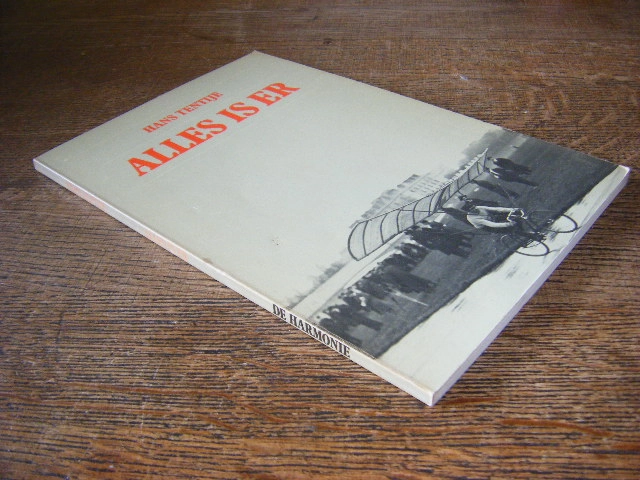 HANS TENTIJE
ALLES IS ER
DE HARMONIE